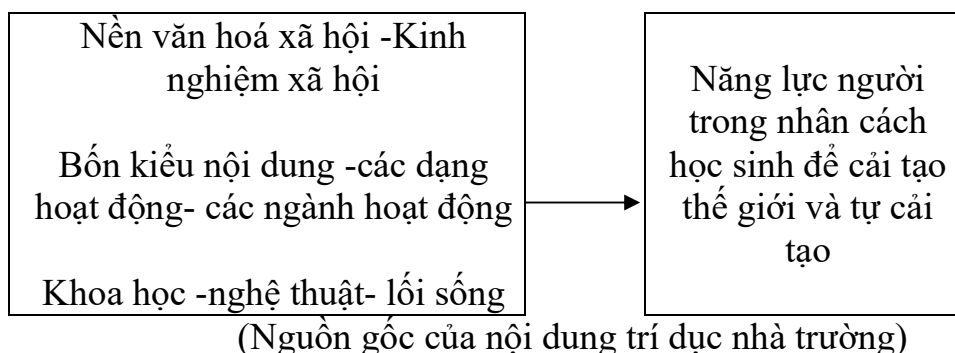 Nền văn hoá xã hội -Kinh
nghiệm xã hội
Bốn kiểu nội dung -các dạng
hoạt động- các ngành hoạt động
Khoa học -nghệ thuật- lối sống
Năng lực người
trong nhân cách
học sinh để cải tạo
thế giới và tự cải
tạo
(Nguồn gốc của nội dung trí dục nhà trường)